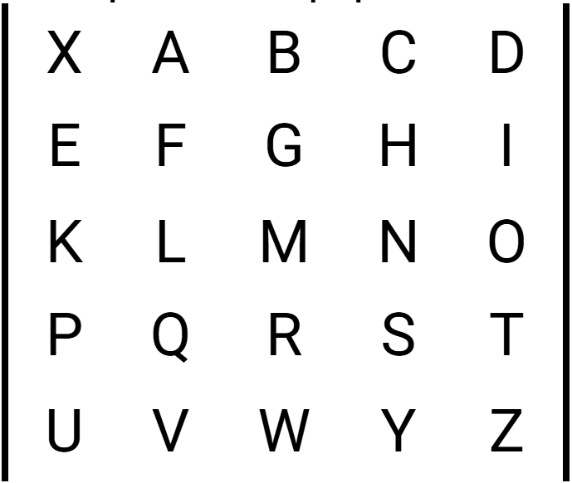 X A B C D
E F G H I
K L M N O
P Q R S T
U V W Y Z